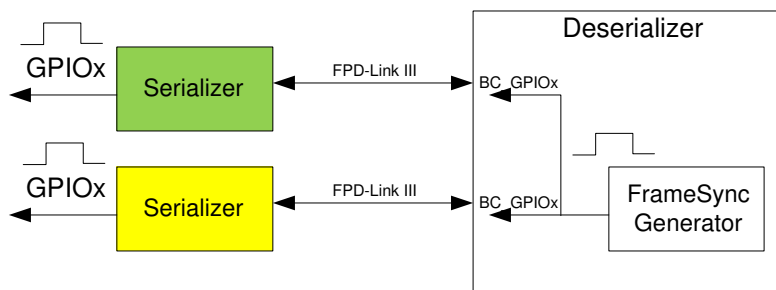 Deserializer
GPIOx
Serializer
FPD-Link III
BC_GPIOx
GPIOx
Serializer
FPD-Link III
BC_GPIOx
FrameSync
Generator